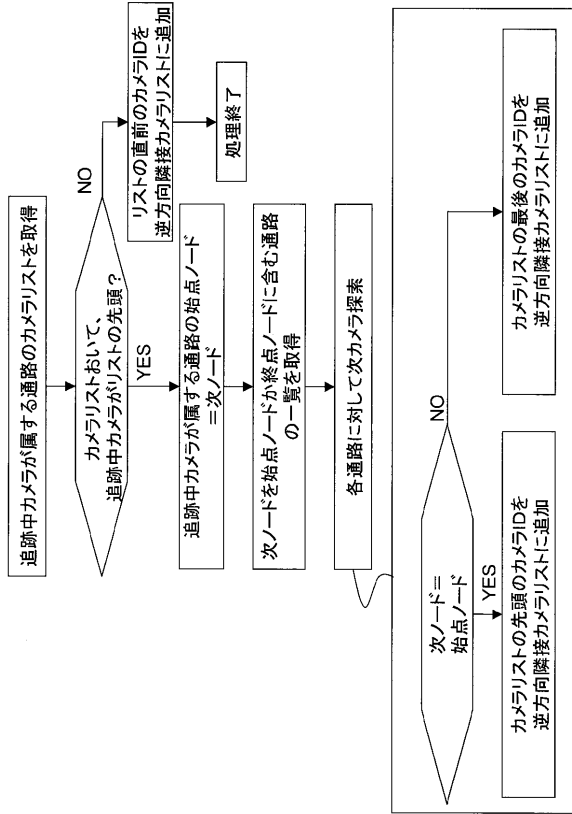 追跡中カメラが属する通路のカメラリストを取得
カメラリストおいて、
追跡中カメラがリストの先頭？
NO
YES
リストの直前のカメラIDを
逆方向隣接カメラリストに追加
処理終了
追跡中カメラが属する通路の始点ノード
=次ノード
次ノードを始点ノードか終点ノードに含む通路
の一覧を取得
各通路に対して次カメラ探索
次ノード=
始点ノード
NO
YES
カメラリストの先頭のカメラIDを
逆方向隣接カメラリストに追加
カメラリストの最後のカメラIDを
逆方向隣接カメラリストに追加